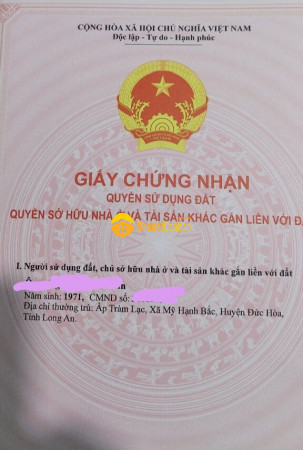 CỘNG HÒA XÃ HỘI CHỦ NGHĨA VIỆT NAM
Độc lập - Tự do - Hạnh phúc
GIẤY CHỨNG NHẬN
QUYỀN SỬ DỤNG ĐẤT
QUYỀN SỞ HỮU NHÀ Ở VÀ TÀI SẢN KHÁC GẮN LIỀN VỚI
I. Người sử dụng đất, chủ sở hữu nhà ở và tài sản khác gắn liền với đất
Năm sinh: 1971, CMND số:
Địa chỉ thường trú: Ấp Tràm Lạc, Xã Mỹ Hạnh Bắc, Huyện Đức Hòa,
Tỉnh Long An.